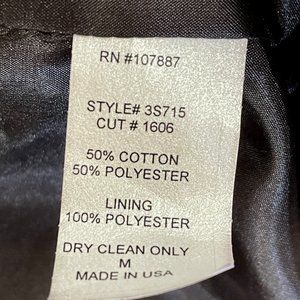 RN #107887
STYLE# 3S715
CUT # 1606
50% COTTON
50% POLYESTER
LINING
100% POLYESTER
DRY CLEAN ONLY
M
MADE IN USA